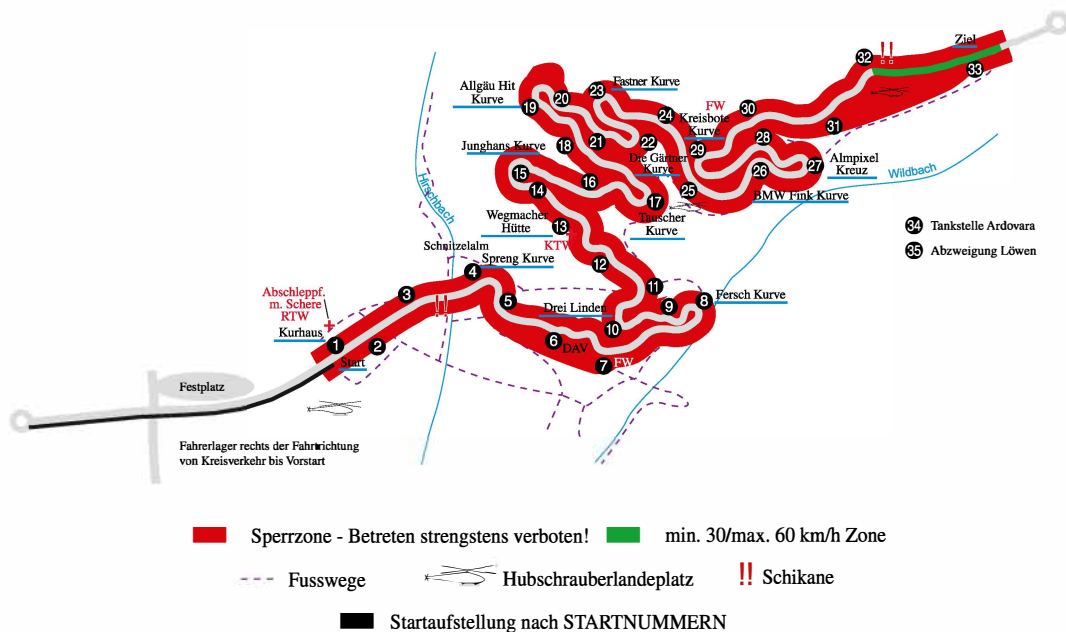 Ziel
32
33
Allgäu Hit
Kurve
20
23
Fastner Kurve
19
24
FW
30
Kreisbote
Kurve
31
28
Junghans Kurve
18
21
22
29
Die Gärtner
Kurve
26
27
Almpixel
Kreuz
15
14
16
17
25
BMW Fink Kurve
Hirschbach
Wildbach
Wegmacher
Hütte
13
KTW
Tauscher
Kurve
34 Tankstelle Ardovara
35 Abzweigung Löwen
Schnitzelalm
4
Spreng Kurve
12
11
3
5
Drei Linden
10
9
8
Fersch Kurve
Abschleppf.
m. Schere
RTW
Kurhaus
1
2
Start
6
DAV
7
FW
Festplatz
Fahrerlager rechts der Fahrtrichtung
von Kreisverkehr bis Vorstart
Sperrzone - Betreten strengstens verboten!
min. 30/max. 60 km/h Zone
Fusswege
Hubschrauberlandeplatz
!! Schikane
Startaufstellung nach STARTNUMMERN